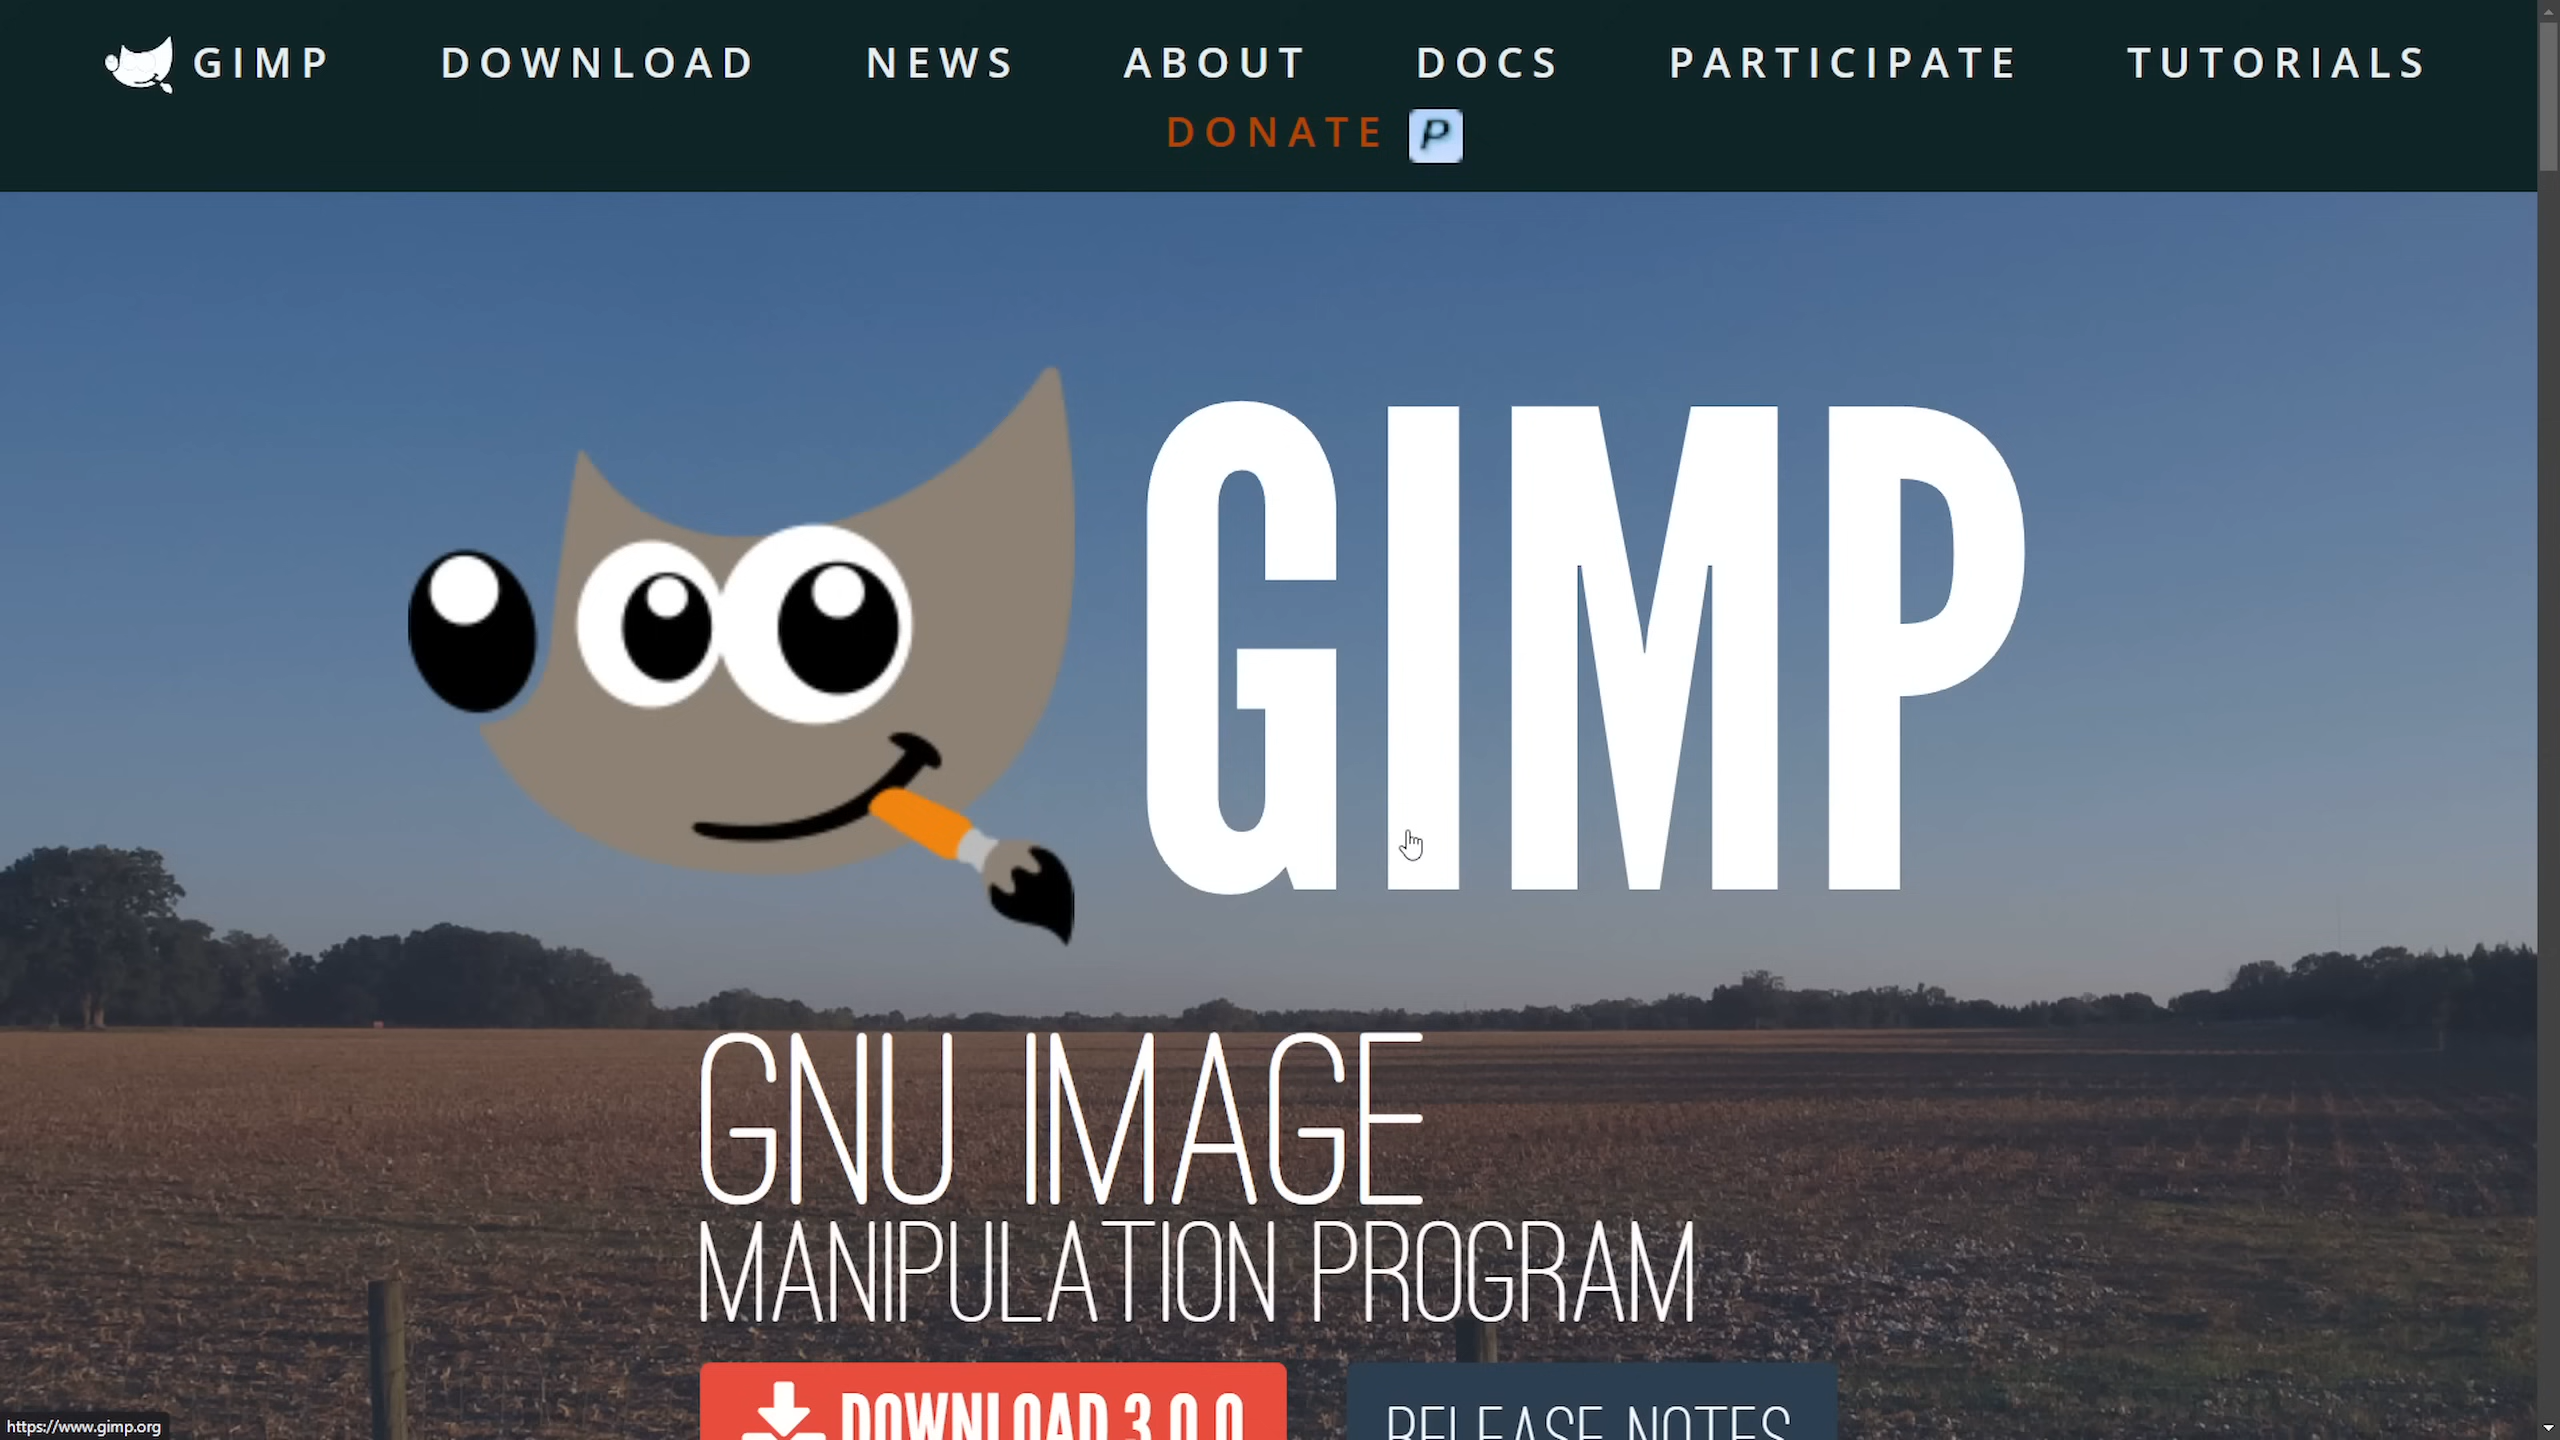 GIMP DOWNLOAD NEWS ABOUT DOCS PARTICIPATE TUTORIALS
DONATE P
GIMP
GNU IMAGE
MANIPULATION PROGRAM
DOWNLOAD 3.0.0 RELEASE NOTES
https://www.gimp.org